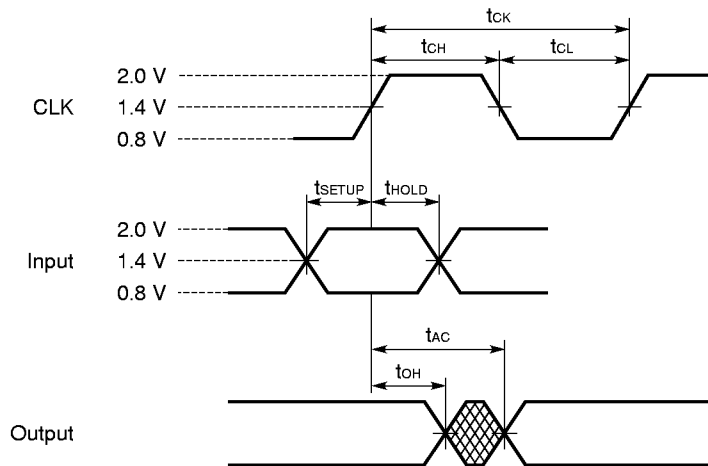 tCK
tCH tCL
2.0 V
CLK 1.4 V
0.8 V
tSETUP tHOLD
2.0 V
Input 1.4 V
0.8 V
tAC
tOH
Output